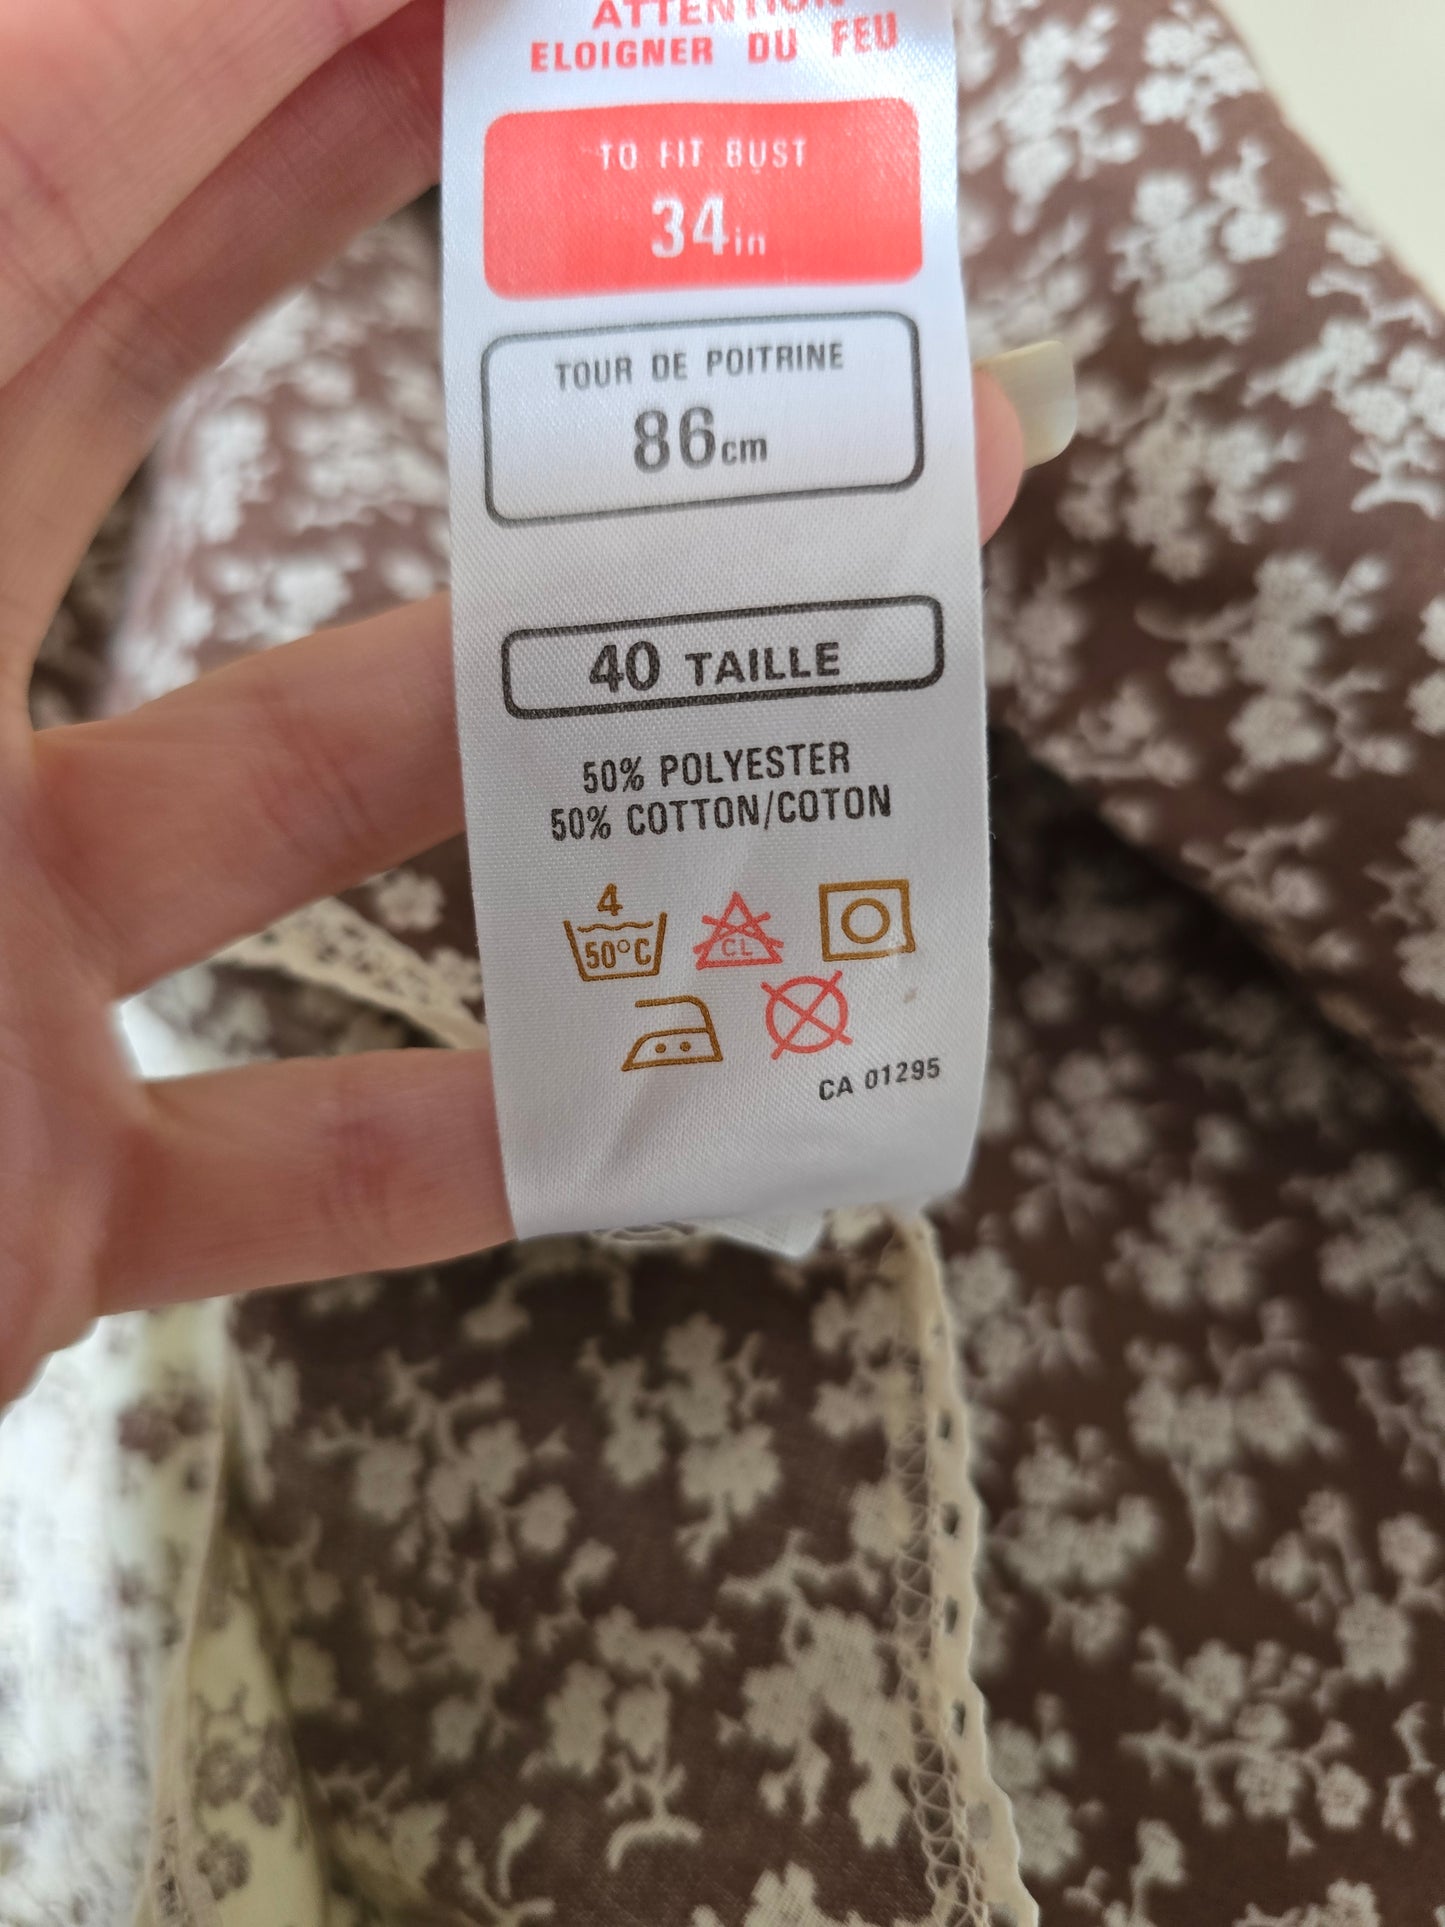 ATTENTION
ELOIGNER DU FEU
TO FIT BUST
34in
TOUR DE POITRINE
86cm
40 TAILLE
50% POLYESTER
50% COTTON/COTON
4
50°C
CL
CA 01295